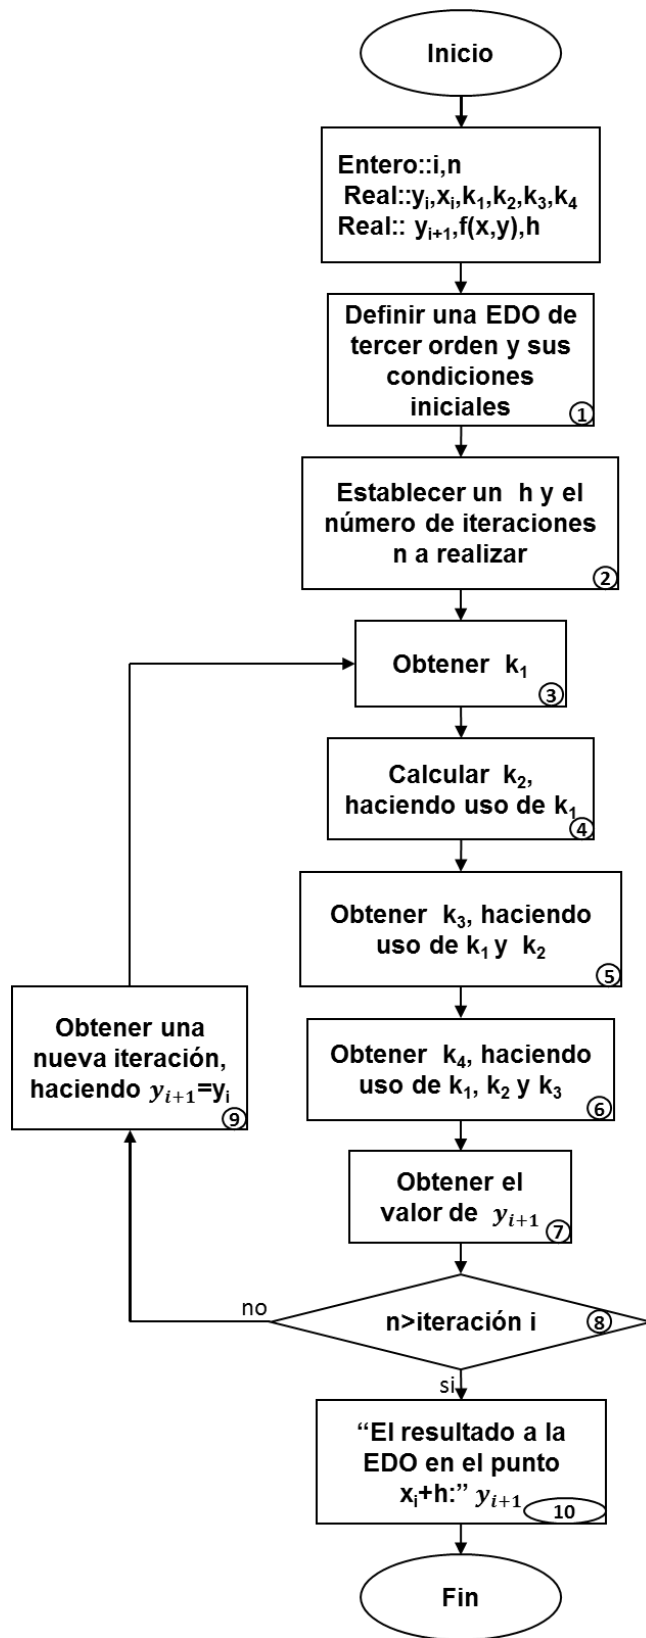 Inicio
Entero::i,n
Real::yᵢ,xᵢ,k₁,k₂,k₃,k₄
Real:: yᵢ₊₁,f(x,y),h
Definir una EDO de
tercer orden y sus
condiciones
iniciales
1
Establecer un h y el
número de iteraciones
n a realizar
2
Obtener k₁
3
Calcular k₂,
haciendo uso de k₁
4
Obtener k₃, haciendo
uso de k₁ y k₂
5
Obtener una
nueva iteración,
haciendo yᵢ₊₁=yᵢ
9
Obtener k₄, haciendo
uso de k₁, k₂ y k₃
6
Obtener el
valor de yᵢ₊₁
7
no
n>iteración i
8
si
“El resultado a la
EDO en el punto
xᵢ+h:” yᵢ₊₁
10
Fin